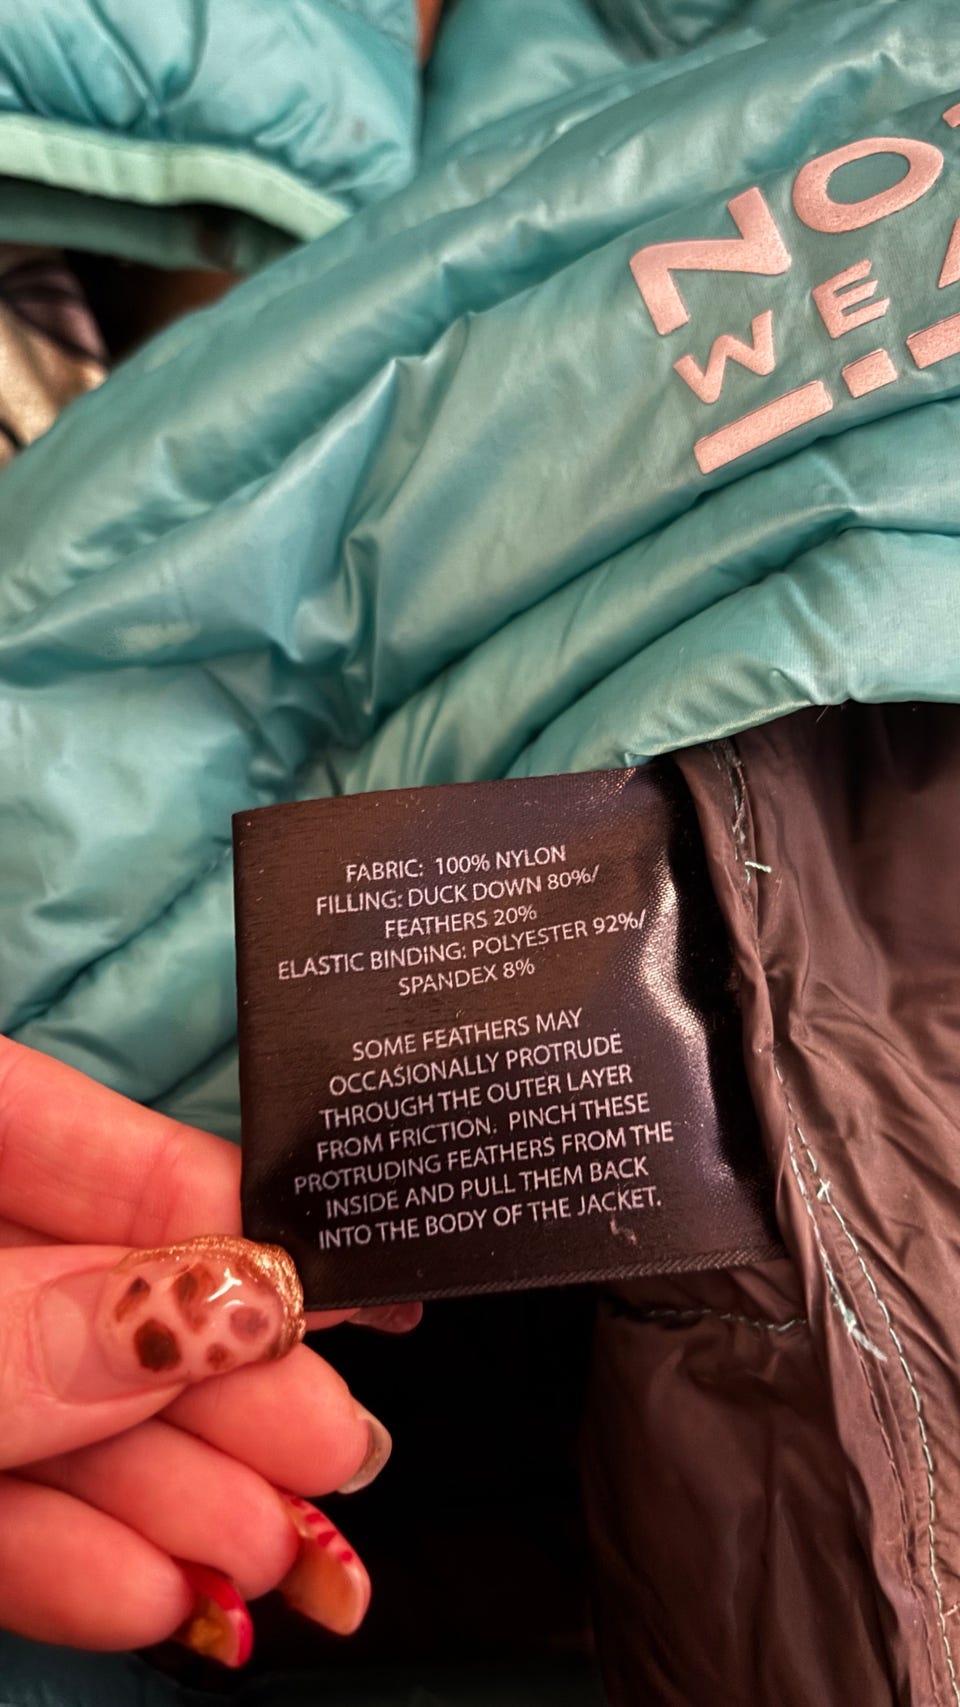 NO
WE
FABRIC: 100% NYLON
FILLING: DUCK DOWN 80%/
FEATHERS 20%
ELASTIC BINDING: POLYESTER 92%/
SPANDEX 8%
SOME FEATHERS MAY
OCCASIONALLY PROTRUDE
THROUGH THE OUTER LAYER
FROM FRICTION. PINCH THESE
PROTRUDING FEATHERS FROM THE
INSIDE AND PULL THEM BACK
INTO THE BODY OF THE JACKET.